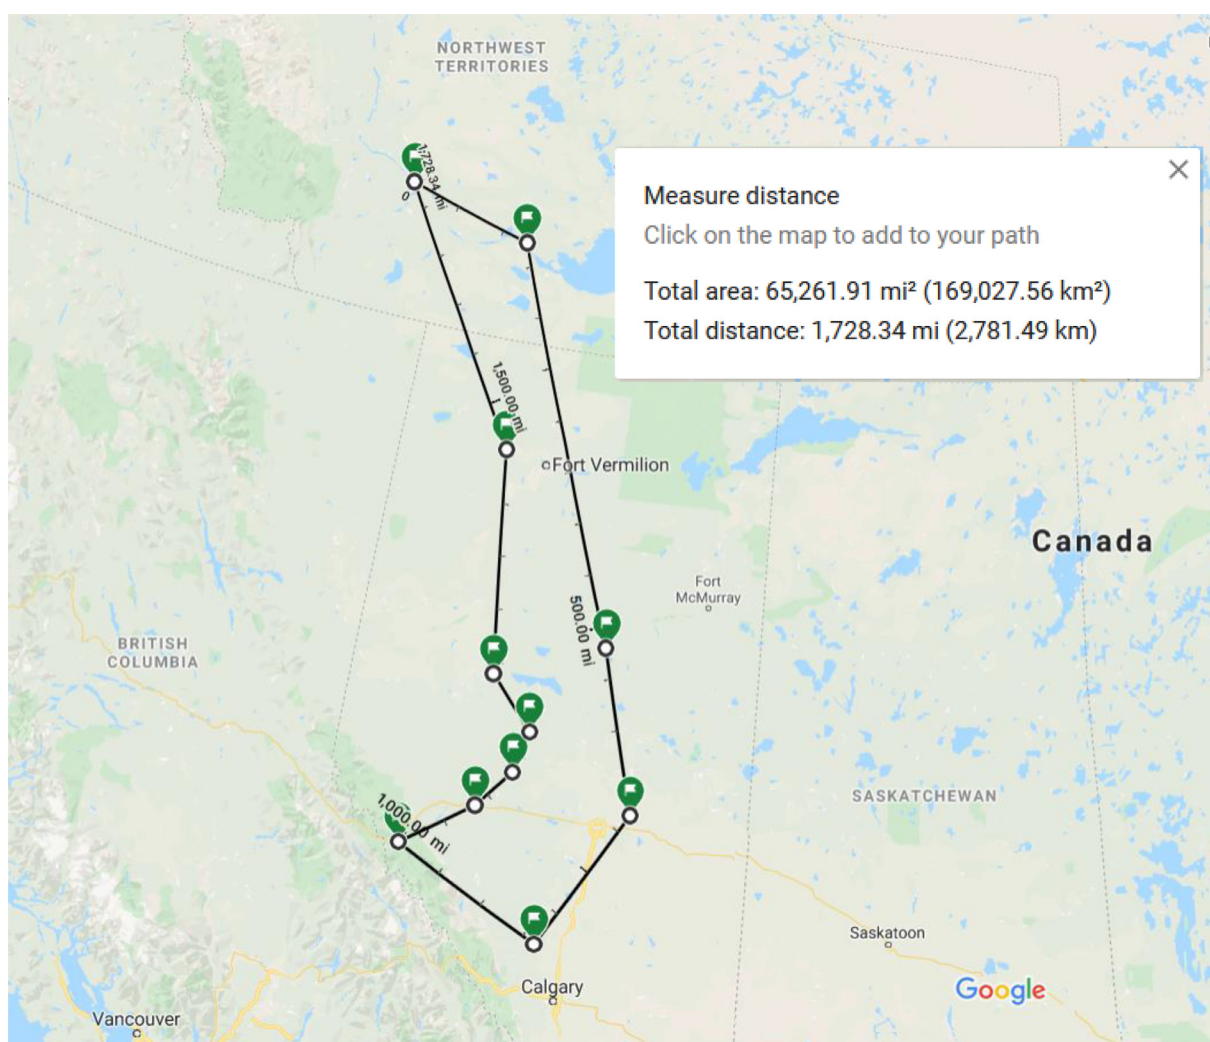 NORTHWEST
TERRITORIES
1,728.34 mi
0
Measure distance
Click on the map to add to your path
Total area: 65,261.91 mi² (169,027.56 km²)
Total distance: 1,728.34 mi (2,781.49 km)
1,500.00 mi
Fort Vermilion
Canada
Fort
McMurray
500.00 mi
BRITISH
COLUMBIA
1,000.00 mi
SASKATCHEWAN
Saskatoon
Calgary
Google
Vancouver